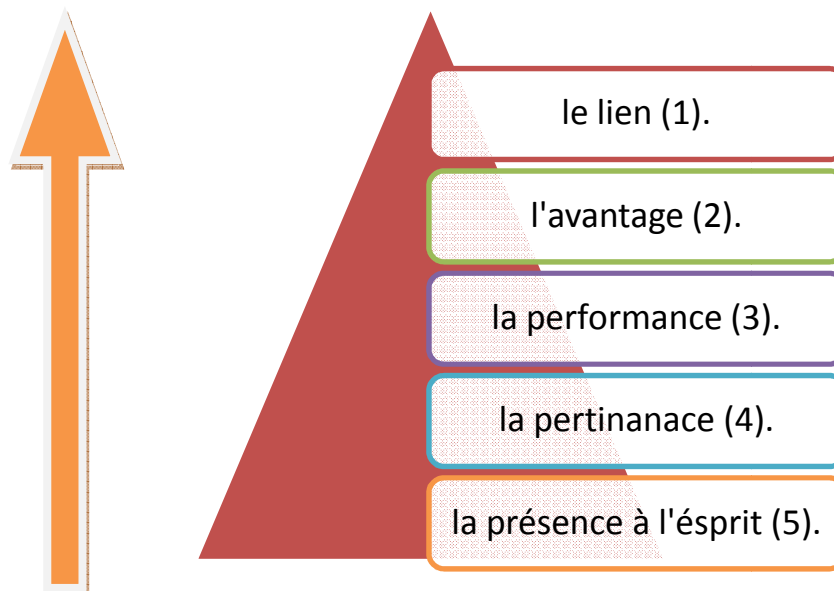 le lien (1).
l'avantage (2).
la performance (3).
la pertinanace (4).
la présence à l'ésprit (5).